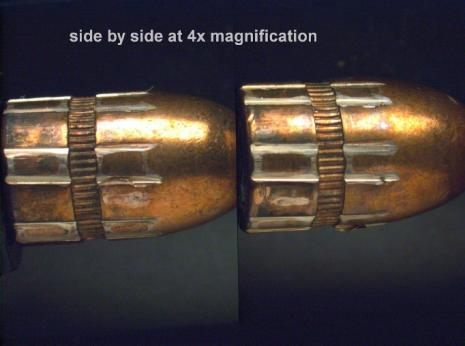 side by side at 4x magnification